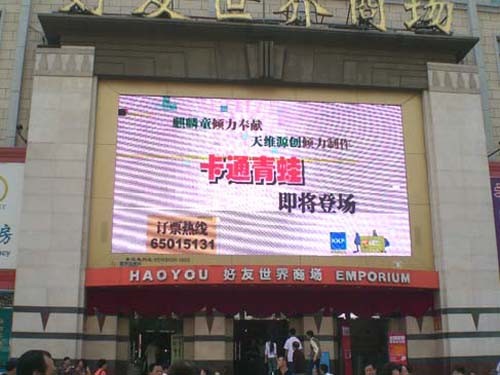 好友世界商场
麒麟童倾力奉献
天维源创倾力制作
卡通青蛙
即将登场
订票热线
65015131
HAOYOU 好友世界商场 EMPORIUM